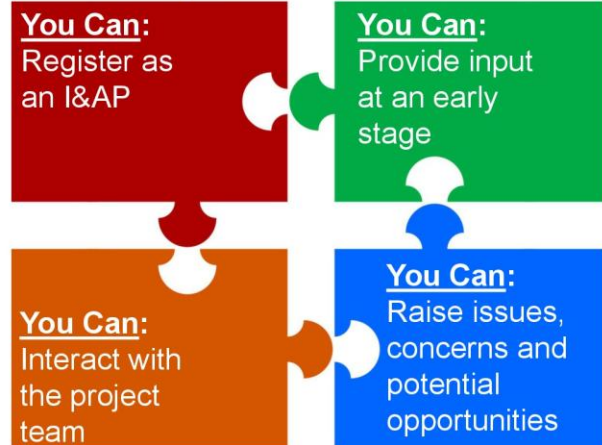 You Can:
Register as
an I&AP
You Can:
Provide input
at an early
stage
You Can:
Interact with
the project
team
You Can:
Raise issues,
concerns and
potential
opportunities